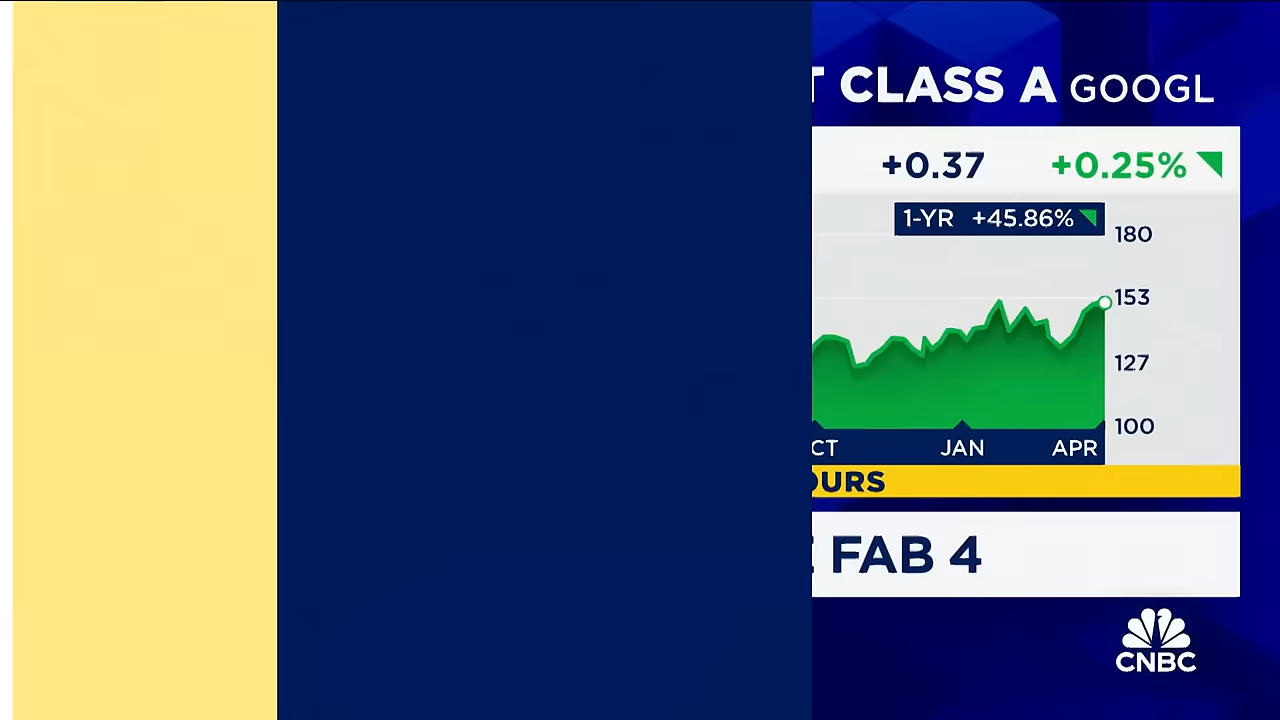 T CLASS A GOOGL
+0.37 +0.25%
1-YR +45.86%
180
153
127
100
CT JAN APR
OURS
FAB 4
CNBC